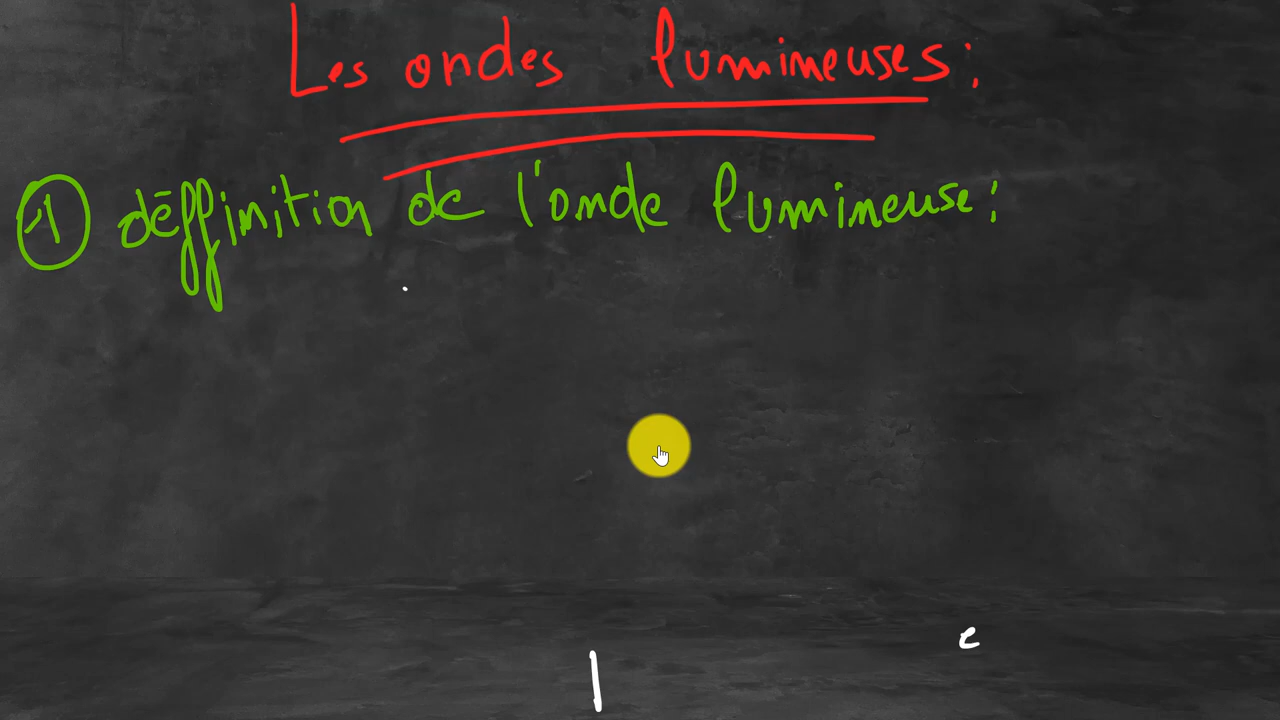 Les ondes lumineuses :
1 déffinition de l'onde lumineuse :
e
l